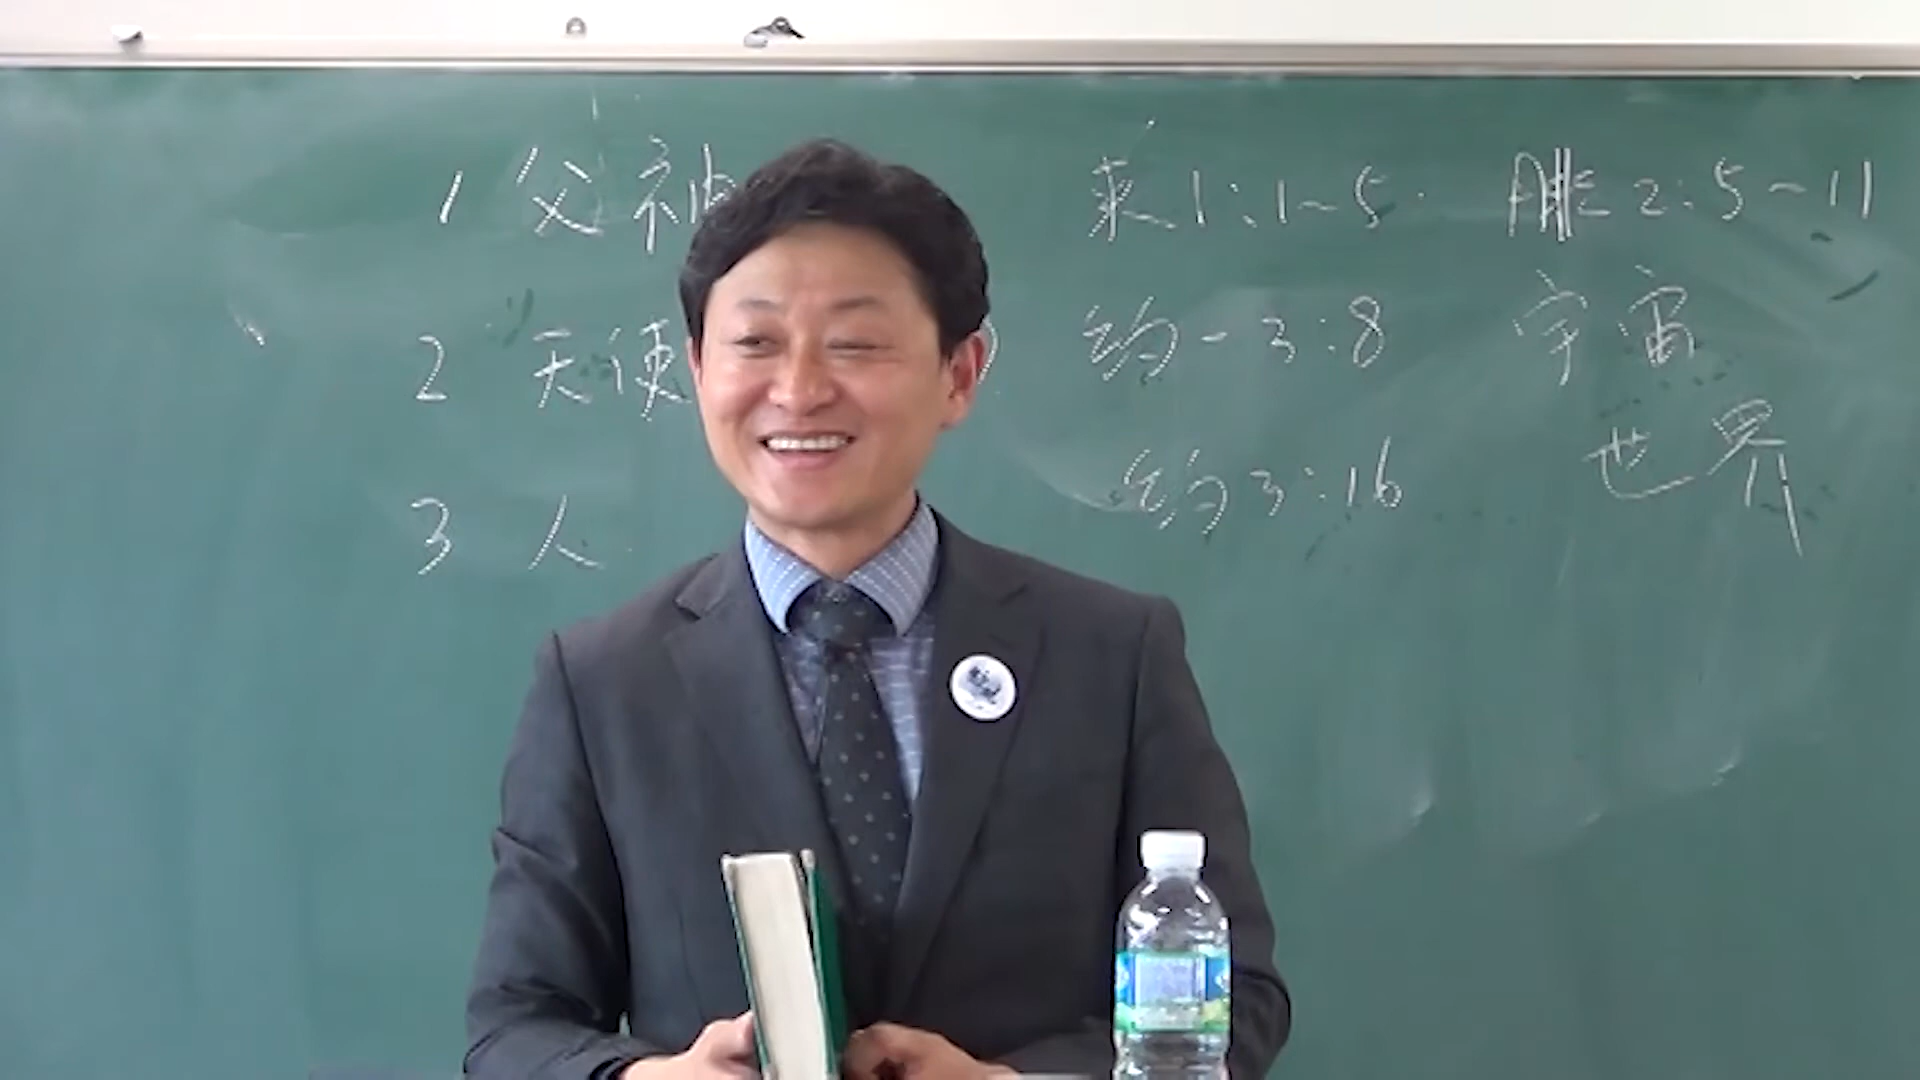 1 父神 来1:1~5 腓2:5~11
2 天使 约一3:8 宇宙
世界
3 人 约3:16